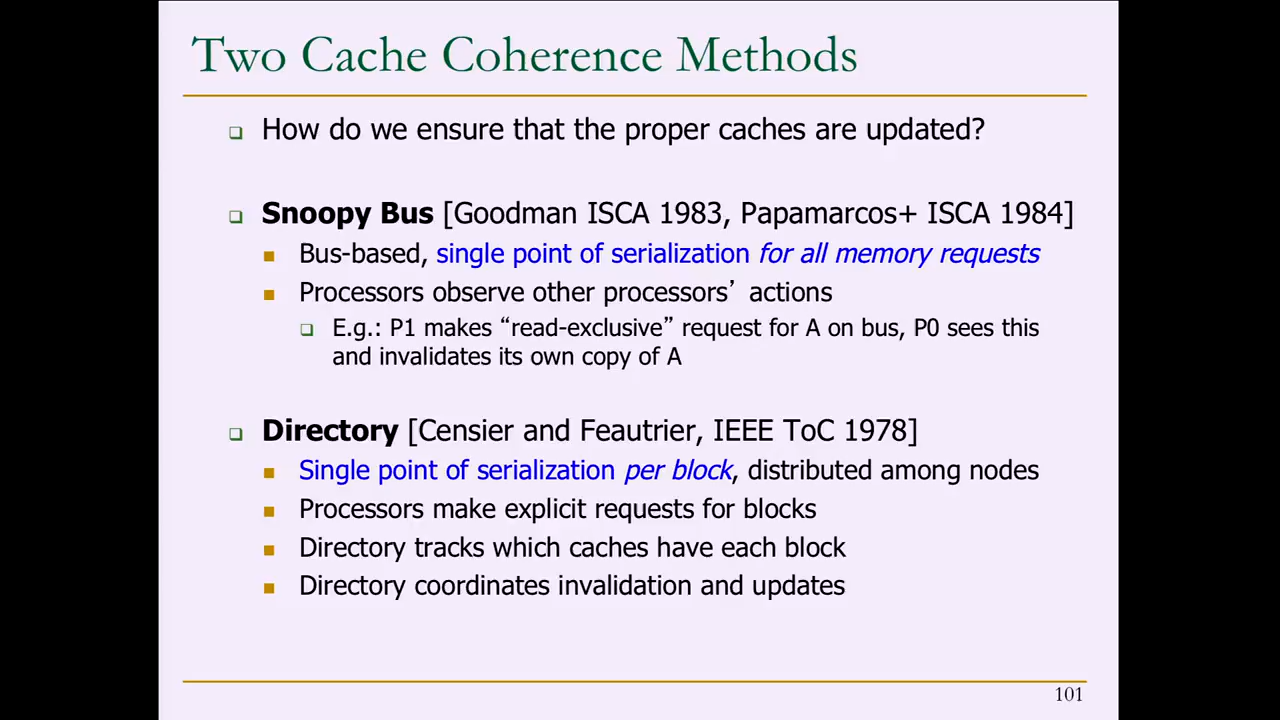 Two Cache Coherence Methods
How do we ensure that the proper caches are updated?
Snoopy Bus [Goodman ISCA 1983, Papamarcos+ ISCA 1984]
Bus-based, single point of serialization for all memory requests
Processors observe other processors’ actions
E.g.: P1 makes “read-exclusive” request for A on bus, P0 sees this
and invalidates its own copy of A
Directory [Censier and Feautrier, IEEE ToC 1978]
Single point of serialization per block, distributed among nodes
Processors make explicit requests for blocks
Directory tracks which caches have each block
Directory coordinates invalidation and updates
101